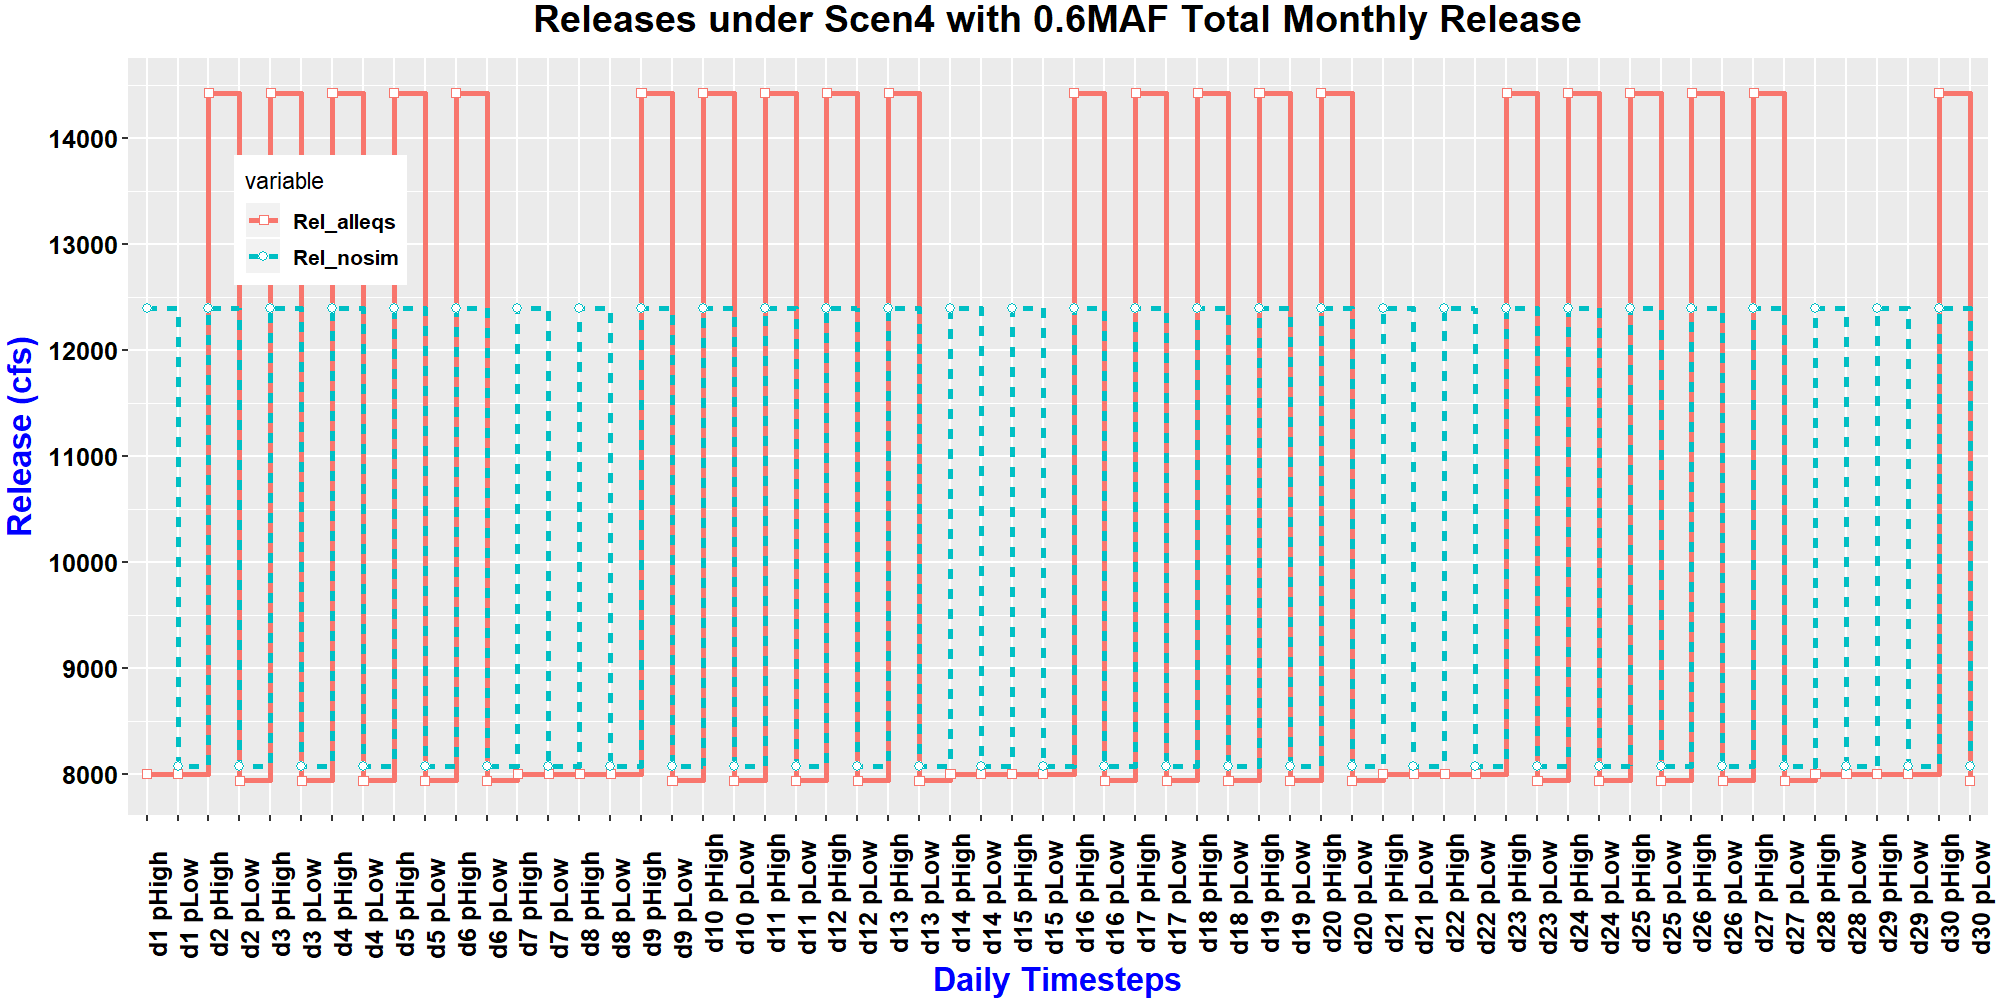 Releases under Scen4 with 0.6MAF Total Monthly Release
Release (cfs)
14000
13000
12000
11000
10000
9000
8000
variable
Rel_alleqs
Rel_nosim
d1 pHigh
d1 pLow
d2 pHigh
d2 pLow
d3 pHigh
d3 pLow
d4 pHigh
d4 pLow
d5 pHigh
d5 pLow
d6 pHigh
d6 pLow
d7 pHigh
d7 pLow
d8 pHigh
d8 pLow
d9 pHigh
d9 pLow
d10 pHigh
d10 pLow
d11 pHigh
d11 pLow
d12 pHigh
d12 pLow
d13 pHigh
d13 pLow
d14 pHigh
d14 pLow
d15 pHigh
d15 pLow
d16 pHigh
d16 pLow
d17 pHigh
d17 pLow
d18 pHigh
d18 pLow
d19 pHigh
d19 pLow
d20 pHigh
d20 pLow
d21 pHigh
d21 pLow
d22 pHigh
d22 pLow
d23 pHigh
d23 pLow
d24 pHigh
d24 pLow
d25 pHigh
d25 pLow
d26 pHigh
d26 pLow
d27 pHigh
d27 pLow
d28 pHigh
d28 pLow
d29 pHigh
d29 pLow
d30 pHigh
d30 pLow
Daily Timesteps